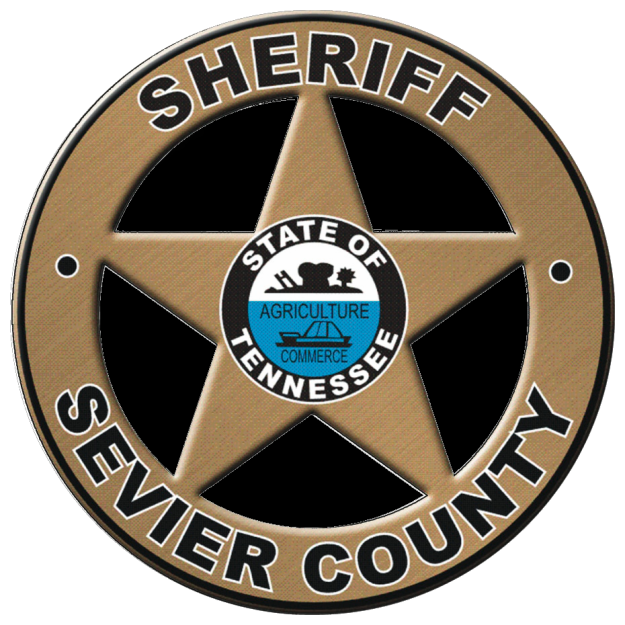 SHERIFF
STATE OF
AGRICULTURE
COMMERCE
TENNESSEE
SEVIER COUNTY